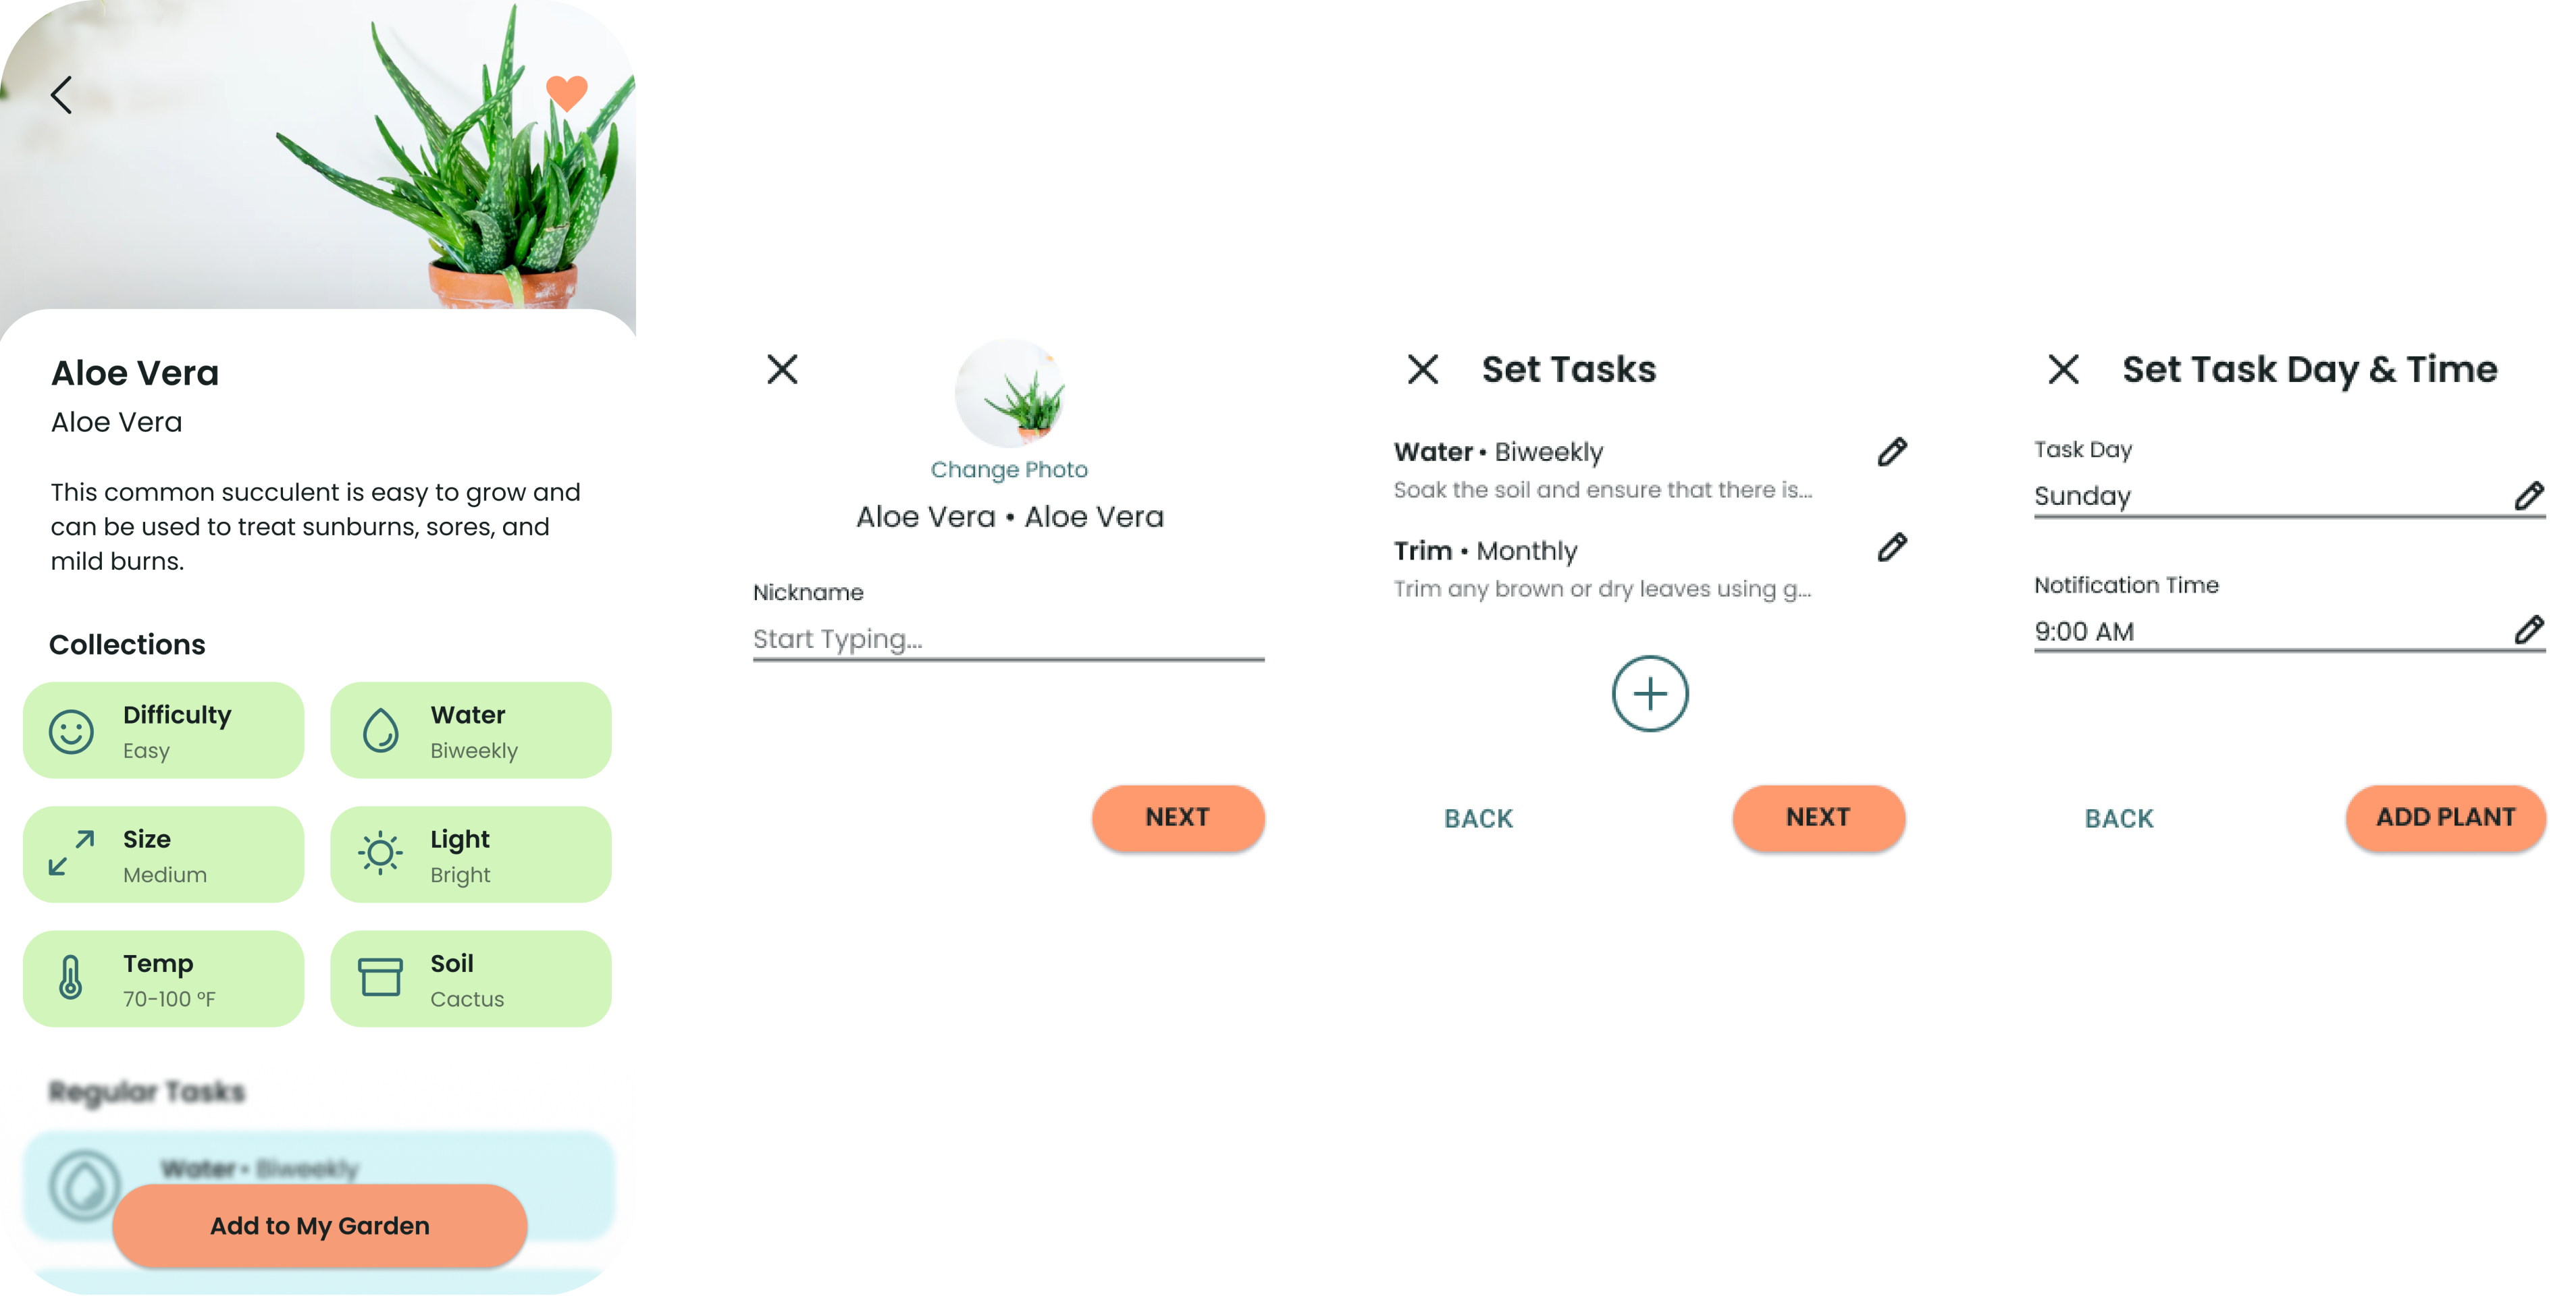 Aloe Vera
Aloe Vera
This common succulent is easy to grow and
can be used to treat sunburns, sores, and
mild burns.
Collections
Difficulty
Easy
Water
Biweekly
Size
Medium
Light
Bright
Temp
70-100 °F
Soil
Cactus
Regular Tasks
Water • Biweekly
Add to My Garden
Change Photo
Aloe Vera • Aloe Vera
Nickname
Start Typing...
NEXT
Set Tasks
Water • Biweekly
Soak the soil and ensure that there is...
Trim • Monthly
Trim any brown or dry leaves using g...
BACK
NEXT
Set Task Day & Time
Task Day
Sunday
Notification Time
9:00 AM
BACK
ADD PLANT